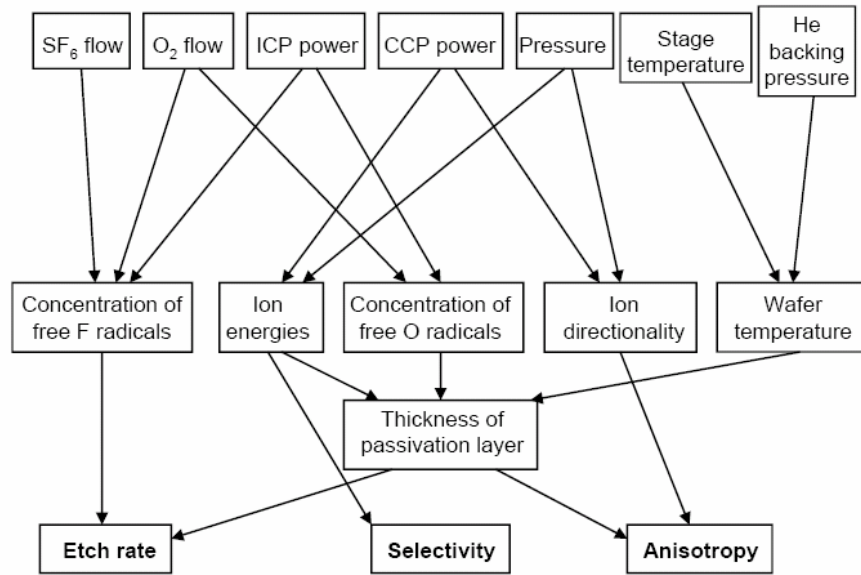 SF₆ flow
O₂ flow
ICP power
CCP power
Pressure
Stage
temperature
He
backing
pressure
Concentration of
free F radicals
Ion
energies
Concentration of
free O radicals
Ion
directionality
Wafer
temperature
Thickness of
passivation layer
Etch rate
Selectivity
Anisotropy